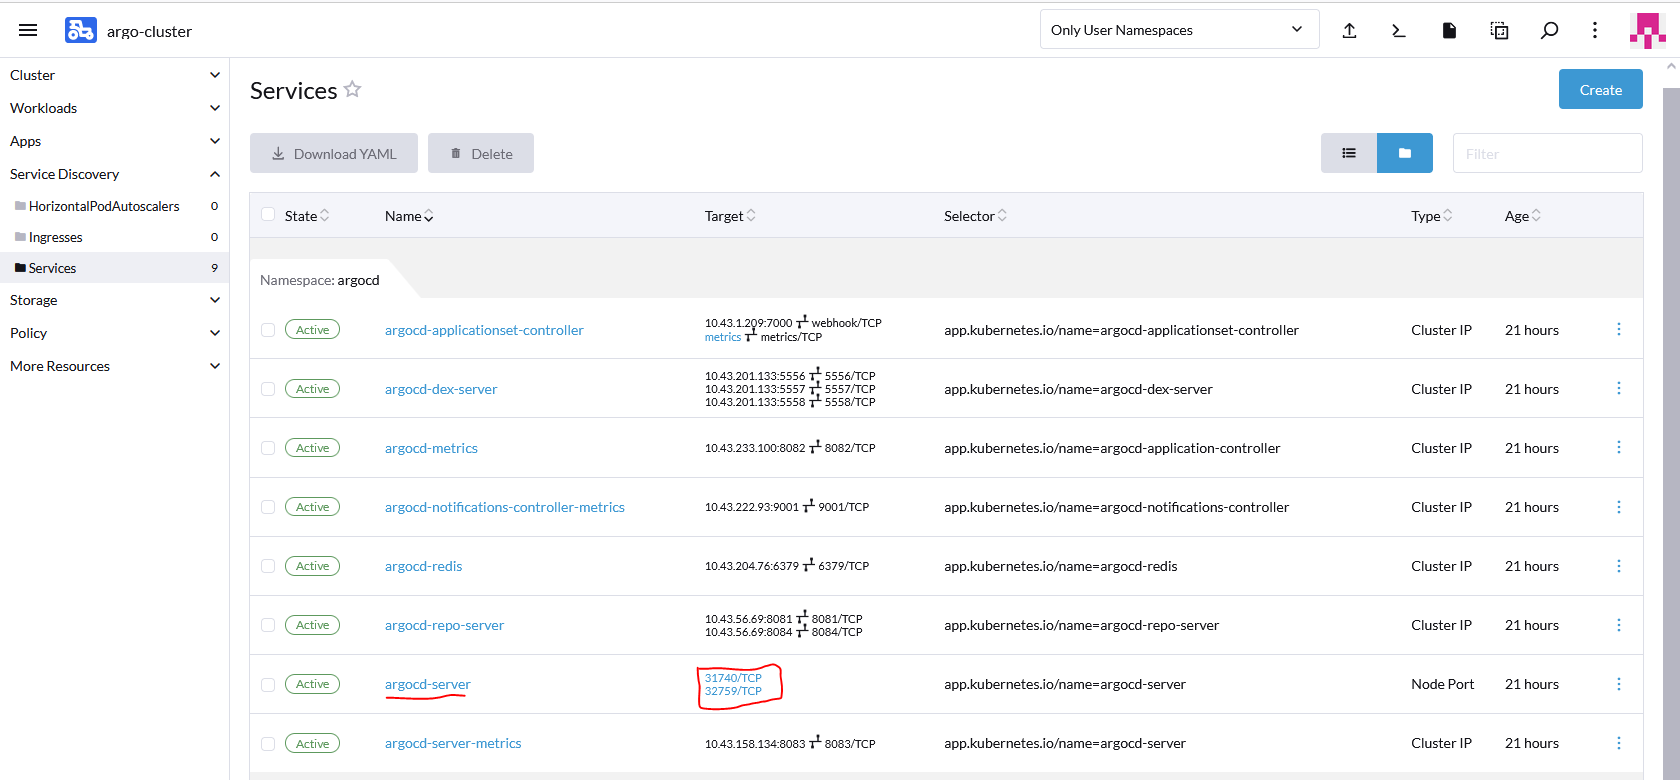 argo-cluster
Only User Namespaces
Cluster
Workloads
Apps
Service Discovery
HorizontalPodAutoscalers 0
Ingresses 0
Services 9
Storage
Policy
More Resources
Services
Create
Download YAML
Delete
Filter
State Name Target Selector Type Age
Namespace: argocd
Active argocd-applicationset-controller 10.43.1.209:7000 webhook/TCP app.kubernetes.io/name=argocd-applicationset-controller Cluster IP 21 hours
metrics metrics/TCP
Active argocd-dex-server 10.43.201.133:5556 5556/TCP app.kubernetes.io/name=argocd-dex-server Cluster IP 21 hours
10.43.201.133:5557 5557/TCP
10.43.201.133:5558 5558/TCP
Active argocd-metrics 10.43.233.100:8082 8082/TCP app.kubernetes.io/name=argocd-application-controller Cluster IP 21 hours
Active argocd-notifications-controller-metrics 10.43.222.93:9001 9001/TCP app.kubernetes.io/name=argocd-notifications-controller Cluster IP 21 hours
Active argocd-redis 10.43.204.76:6379 6379/TCP app.kubernetes.io/name=argocd-redis Cluster IP 21 hours
Active argocd-repo-server 10.43.56.69:8081 8081/TCP app.kubernetes.io/name=argocd-repo-server Cluster IP 21 hours
10.43.56.69:8084 8084/TCP
Active argocd-server 31740/TCP app.kubernetes.io/name=argocd-server Node Port 21 hours
32759/TCP
Active argocd-server-metrics 10.43.158.134:8083 8083/TCP app.kubernetes.io/name=argocd-server Cluster IP 21 hours